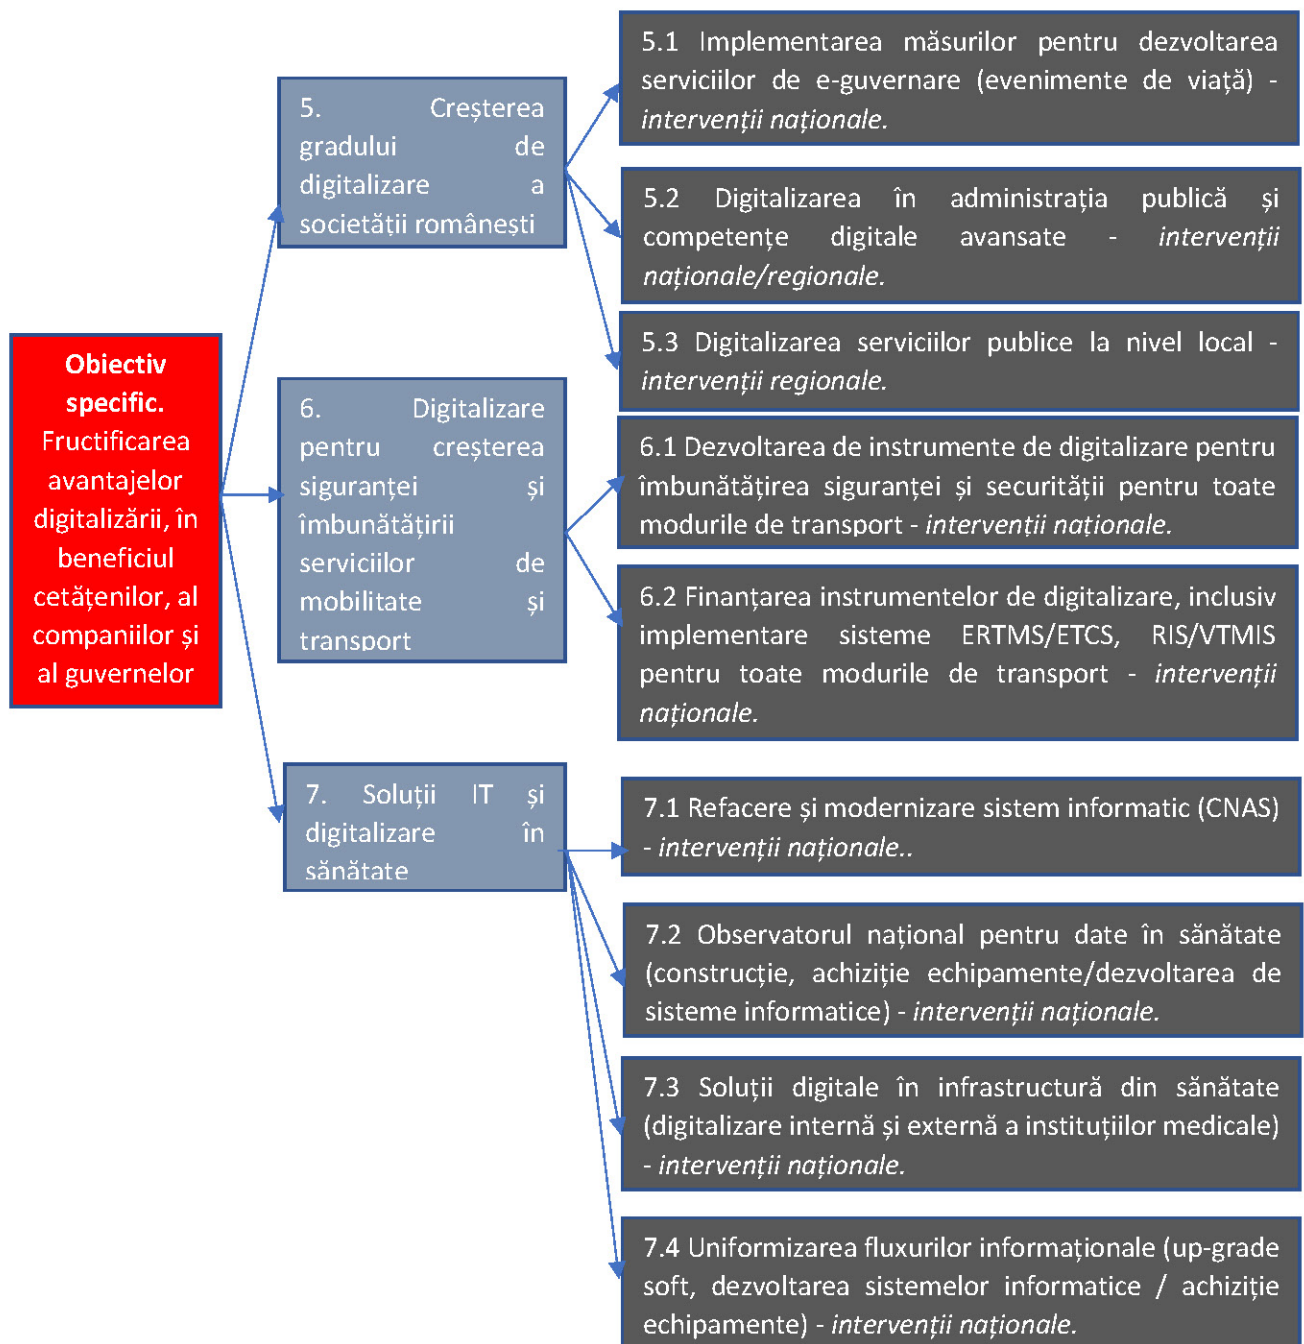 Obiectiv
specific.
Fructificarea
avantajelor
digitalizării, în
beneficiul
cetățenilor, al
companiilor și
al guvernelor
5. Creșterea
gradului de
digitalizare a
societății românești
5.1 Implementarea măsurilor pentru dezvoltarea
serviciilor de e-guvernare (evenimente de viață) -
intervenții naționale.
5.2 Digitalizarea în administrația publică și
competențe digitale avansate - intervenții
naționale/regionale.
5.3 Digitalizarea serviciilor publice la nivel local -
intervenții regionale.
6. Digitalizare
pentru creșterea
siguranței și
îmbunătățirii
serviciilor de
mobilitate și
transport
6.1 Dezvoltarea de instrumente de digitalizare pentru
îmbunătățirea siguranței și securității pentru toate
modurile de transport - intervenții naționale.
6.2 Finanțarea instrumentelor de digitalizare, inclusiv
implementare sisteme ERTMS/ETCS, RIS/VTMIS
pentru toate modurile de transport - intervenții
naționale.
7. Soluții IT și
digitalizare în
sănătate
7.1 Refacere și modernizare sistem informatic (CNAS)
- intervenții naționale..
7.2 Observatorul național pentru date în sănătate
(construcție, achiziție echipamente/dezvoltarea de
sisteme informatice) - intervenții naționale.
7.3 Soluții digitale în infrastructură din sănătate
(digitalizare internă și externă a instituțiilor medicale)
- intervenții naționale.
7.4 Uniformizarea fluxurilor informaționale (up-grade
soft, dezvoltarea sistemelor informatice / achiziție
echipamente) - intervenții naționale.